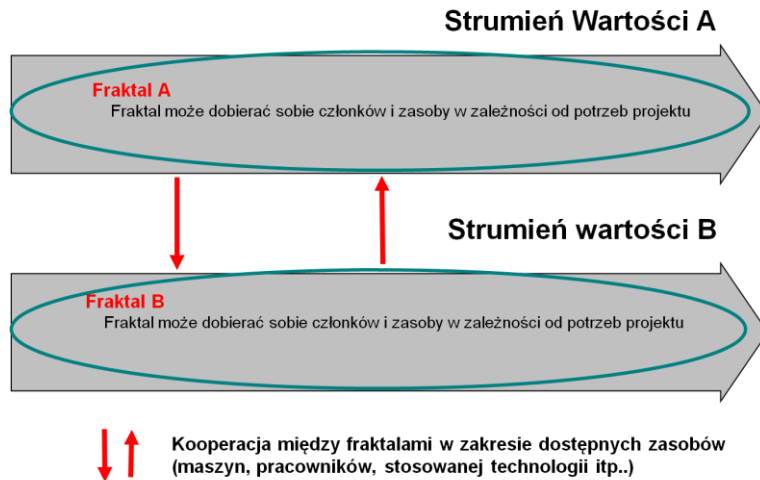 Strumień Wartości A
Fraktal A
Fraktal może dobierać sobie członków i zasoby w zależności od potrzeb projektu
Strumień wartości B
Fraktal B
Fraktal może dobierać sobie członków i zasoby w zależności od potrzeb projektu
Kooperacja między fraktalami w zakresie dostępnych zasobów
(maszyn, pracowników, stosowanej technologii itp..)